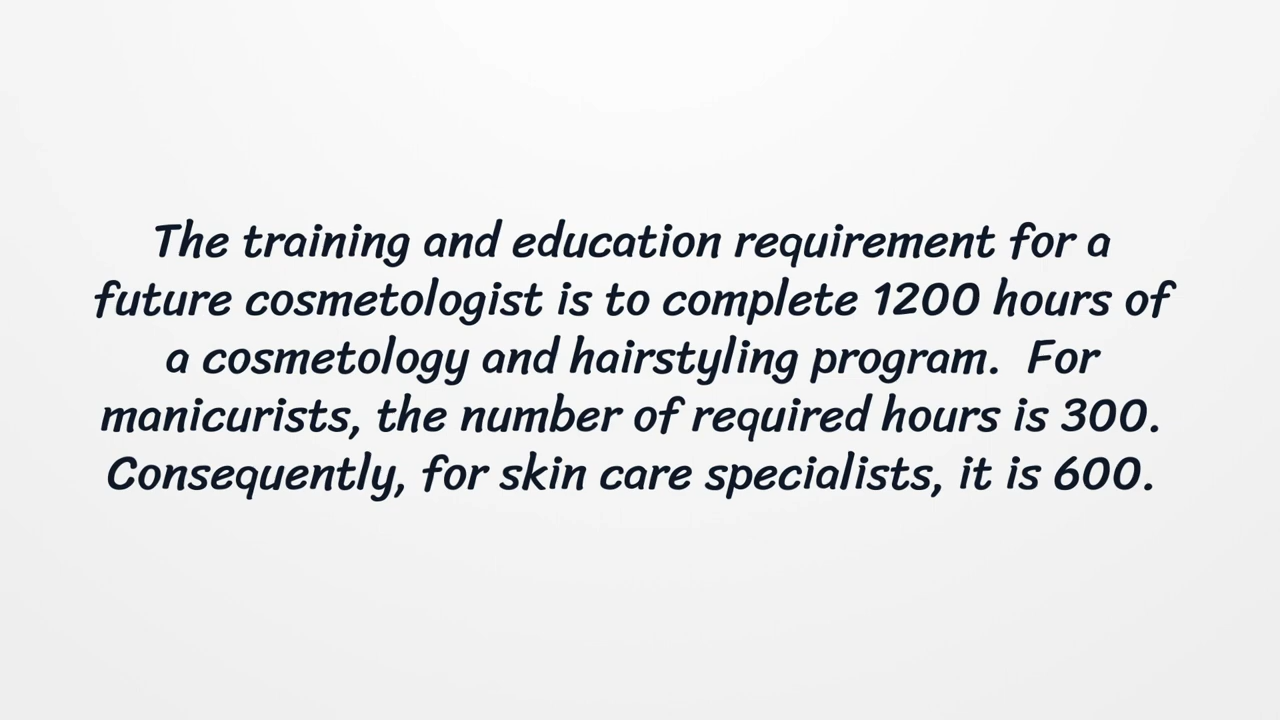 The training and education requirement for a
future cosmetologist is to complete 1200 hours of
a cosmetology and hairstyling program.  For
manicurists, the number of required hours is 300.
Consequently, for skin care specialists, it is 600.